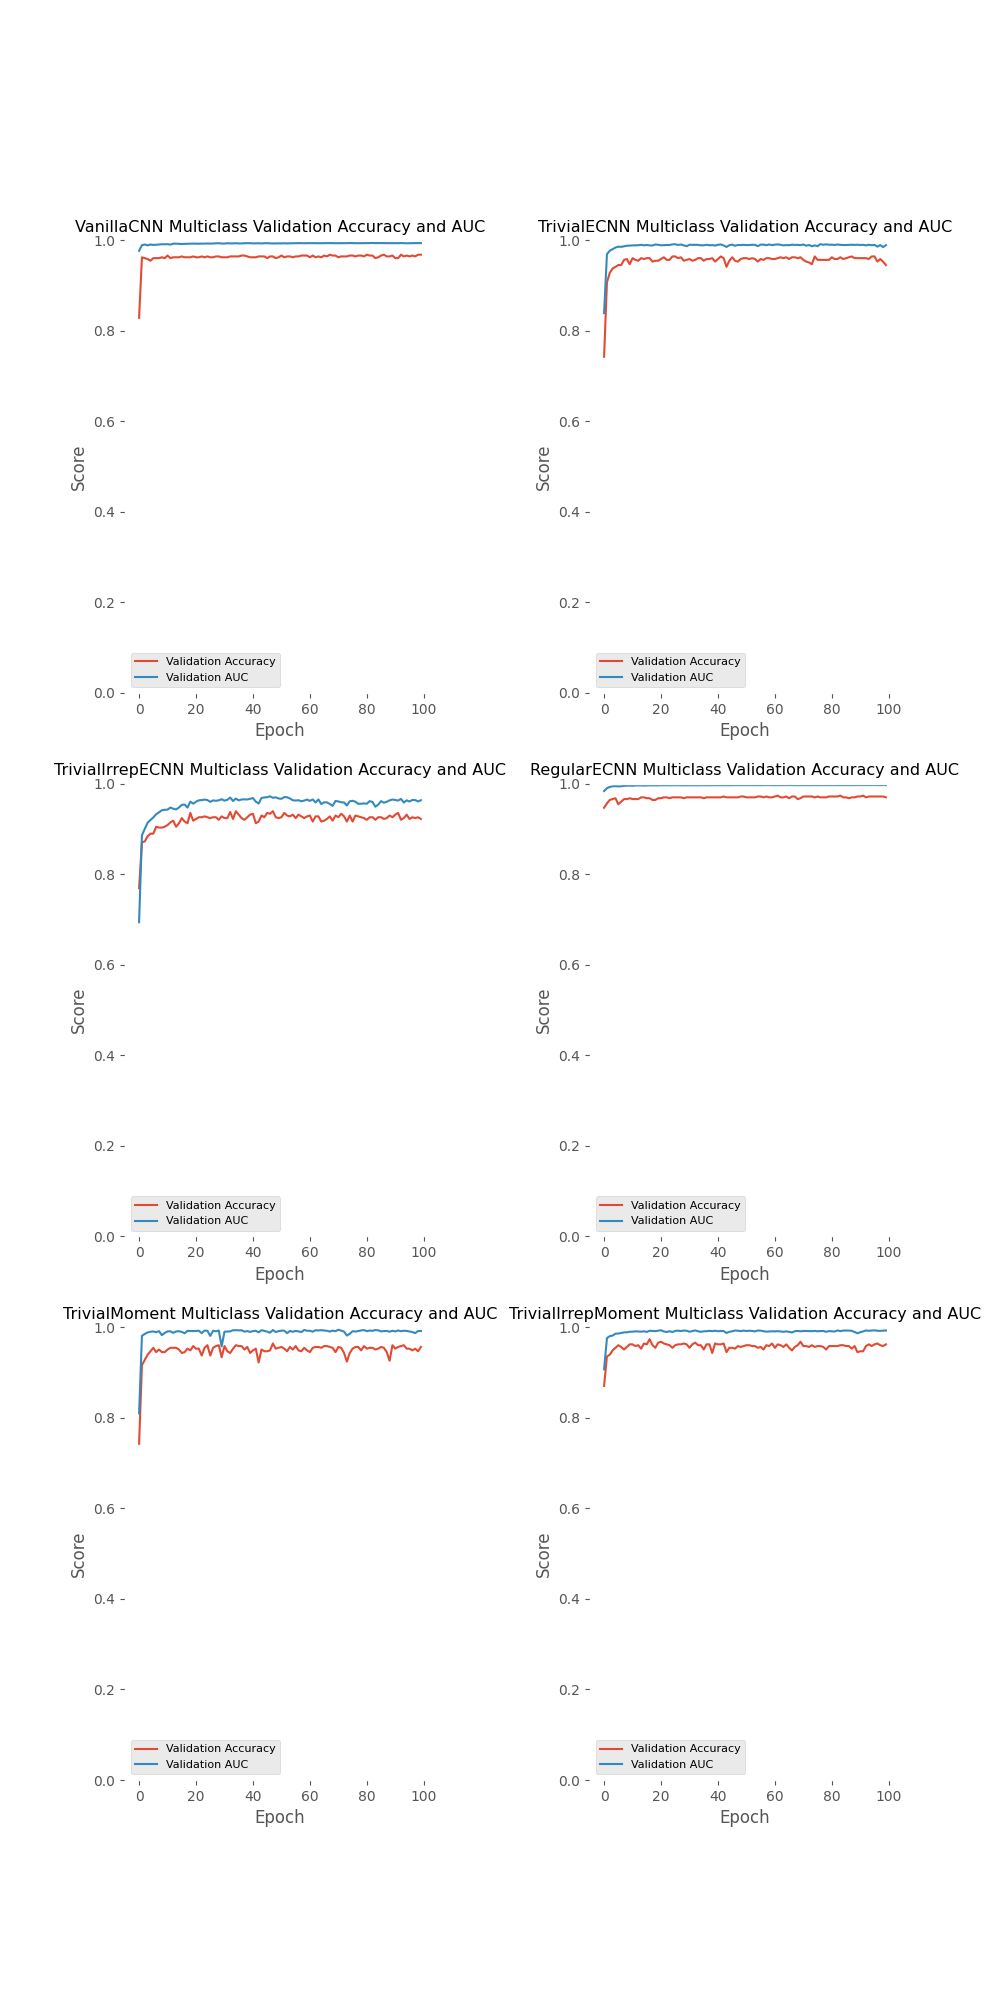 VanillaCNN Multiclass Validation Accuracy and AUC
1.0
0.8
0.6
0.4
0.2
0.0
Score
Validation Accuracy
Validation AUC
0 20 40 60 80 100
Epoch
TrivialECNN Multiclass Validation Accuracy and AUC
1.0
0.8
0.6
0.4
0.2
0.0
Score
Validation Accuracy
Validation AUC
0 20 40 60 80 100
Epoch
TrivialIrrepECNN Multiclass Validation Accuracy and AUC
1.0
0.8
0.6
0.4
0.2
0.0
Score
Validation Accuracy
Validation AUC
0 20 40 60 80 100
Epoch
RegularECNN Multiclass Validation Accuracy and AUC
1.0
0.8
0.6
0.4
0.2
0.0
Score
Validation Accuracy
Validation AUC
0 20 40 60 80 100
Epoch
TrivialMoment Multiclass Validation Accuracy and AUC
1.0
0.8
0.6
0.4
0.2
0.0
Score
Validation Accuracy
Validation AUC
0 20 40 60 80 100
Epoch
TrivialIrrepMoment Multiclass Validation Accuracy and AUC
1.0
0.8
0.6
0.4
0.2
0.0
Score
Validation Accuracy
Validation AUC
0 20 40 60 80 100
Epoch